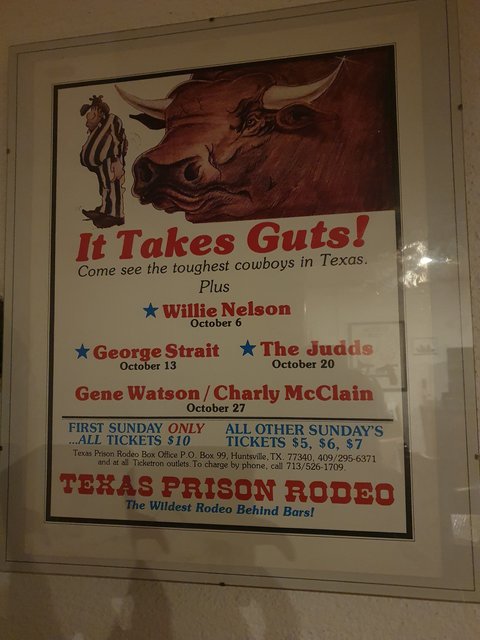 It Takes Guts!
Come see the toughest cowboys in Texas.
Plus
★ Willie Nelson
October 6
★ George Strait ★ The Judds
October 13 October 20
Gene Watson / Charly McClain
October 27
FIRST SUNDAY ONLY ALL OTHER SUNDAY'S
...ALL TICKETS $10 TICKETS $5, $6, $7
Texas Prison Rodeo Box Office P.O. Box 99, Huntsville, TX. 77340, 409/295-6371
and at all Ticketron outlets. To charge by phone, call 713/526-1709.
TEXAS PRISON RODEO
The Wildest Rodeo Behind Bars!